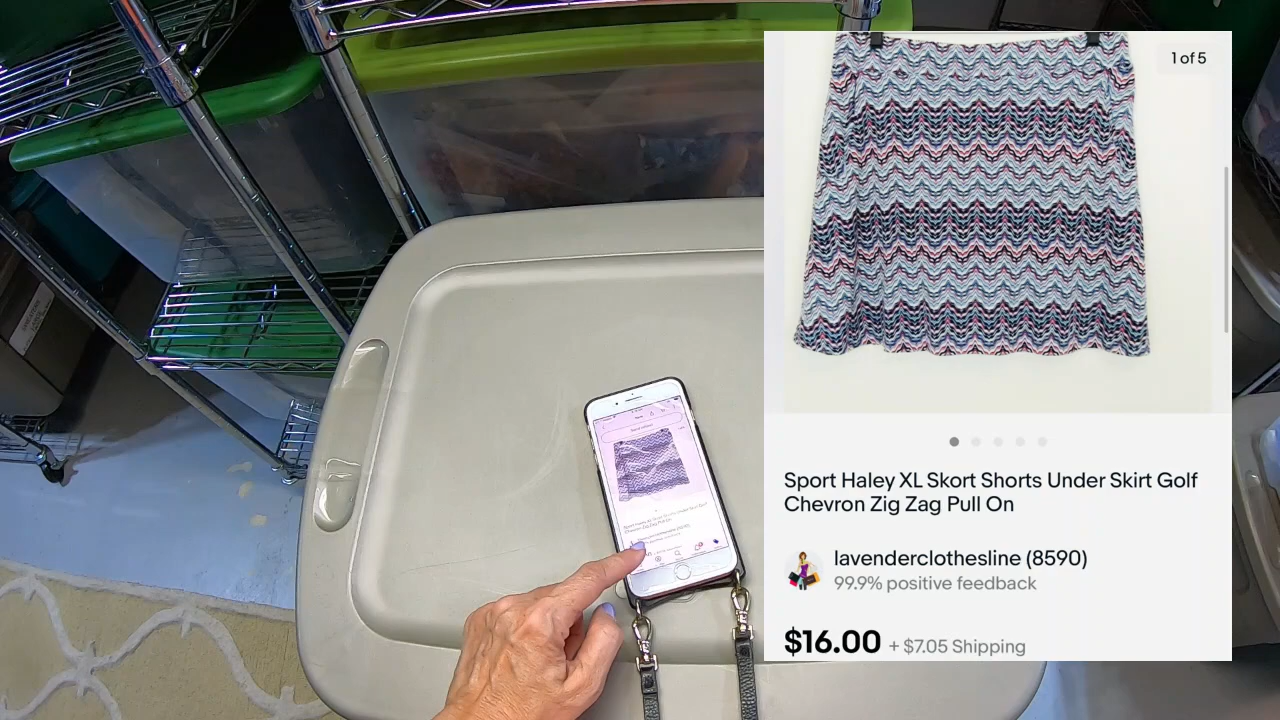 1 of 5
Sport Haley XL Skort Shorts Under Skirt Golf
Chevron Zig Zag Pull On
lavenderclothesline (8590)
99.9% positive feedback
$16.00 + $7.05 Shipping